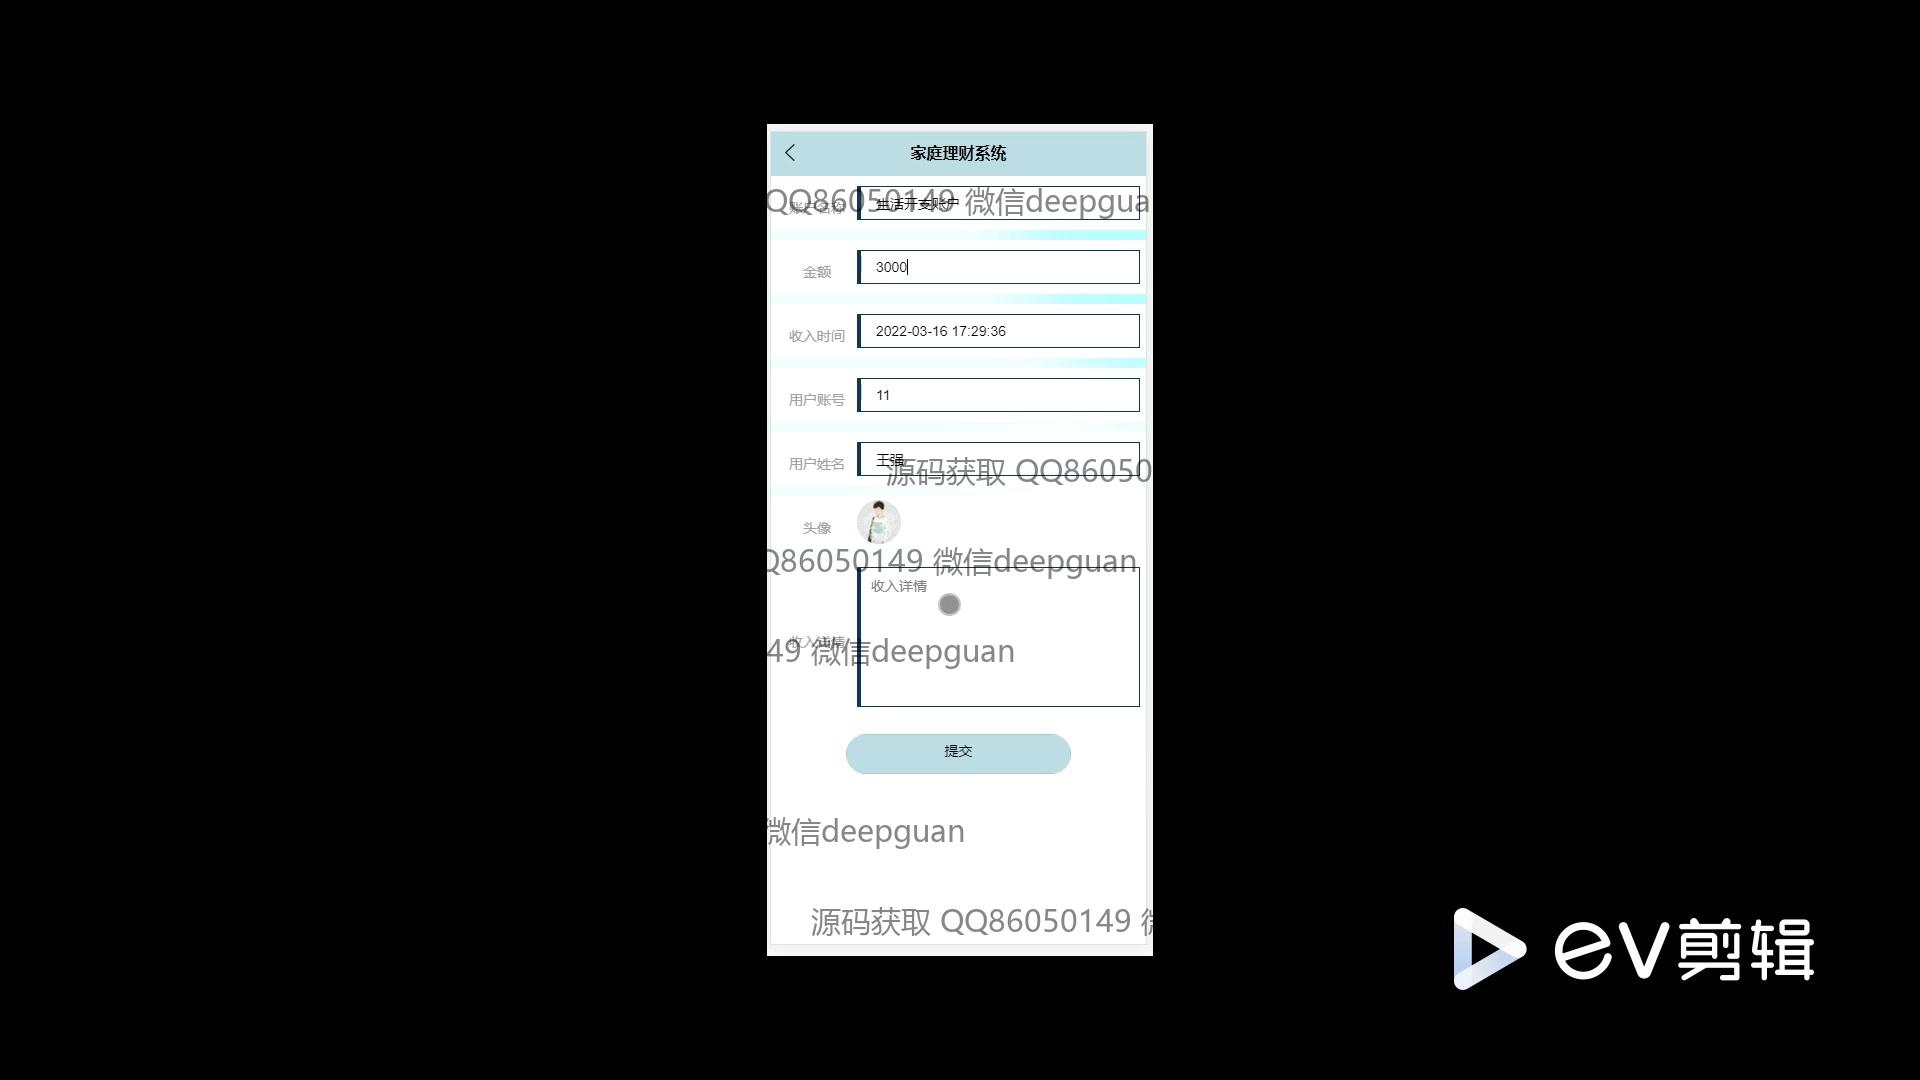 家庭理财系统
QQ86050149 微信deepgua
账户名称 生活开支账户
金额 3000
收入时间 2022-03-16 17:29:36
用户账号 11
用户姓名 王强
源码获取 QQ86050
头像
Q86050149 微信deepguan
收入详情
收入详情
49 微信deepguan
提交
微信deepguan
源码获取 QQ86050149 微
ev剪辑